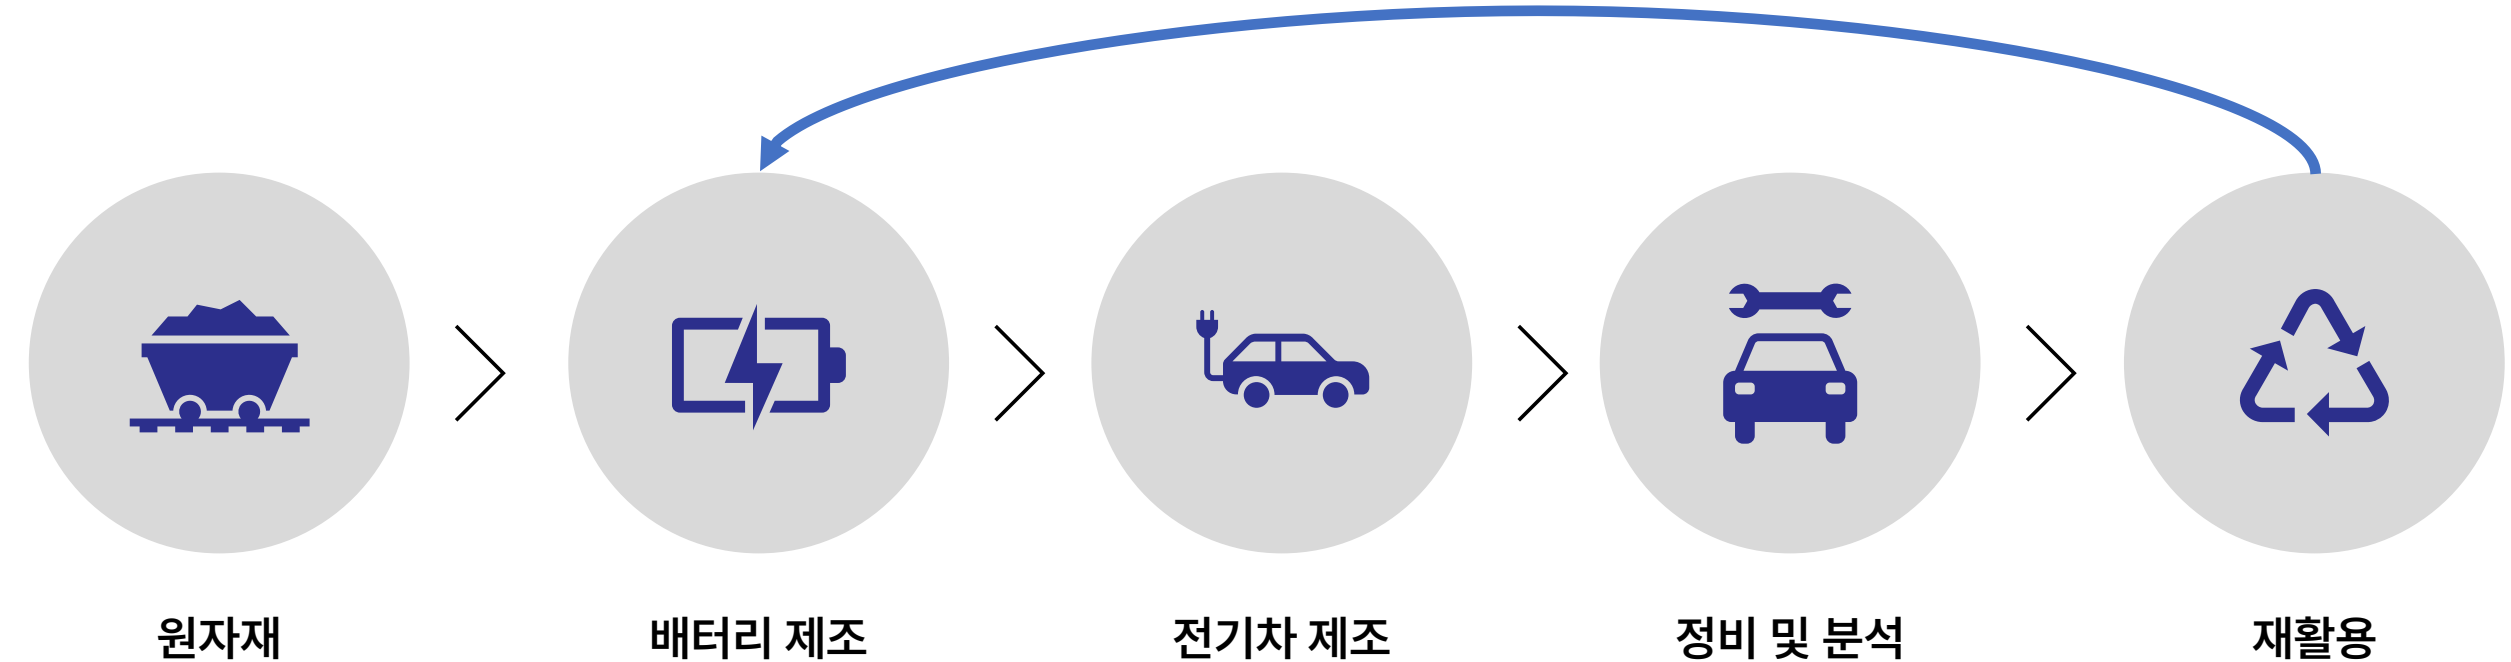 원자재
배터리 제조
전기차 제조
정비 및 분석
재활용